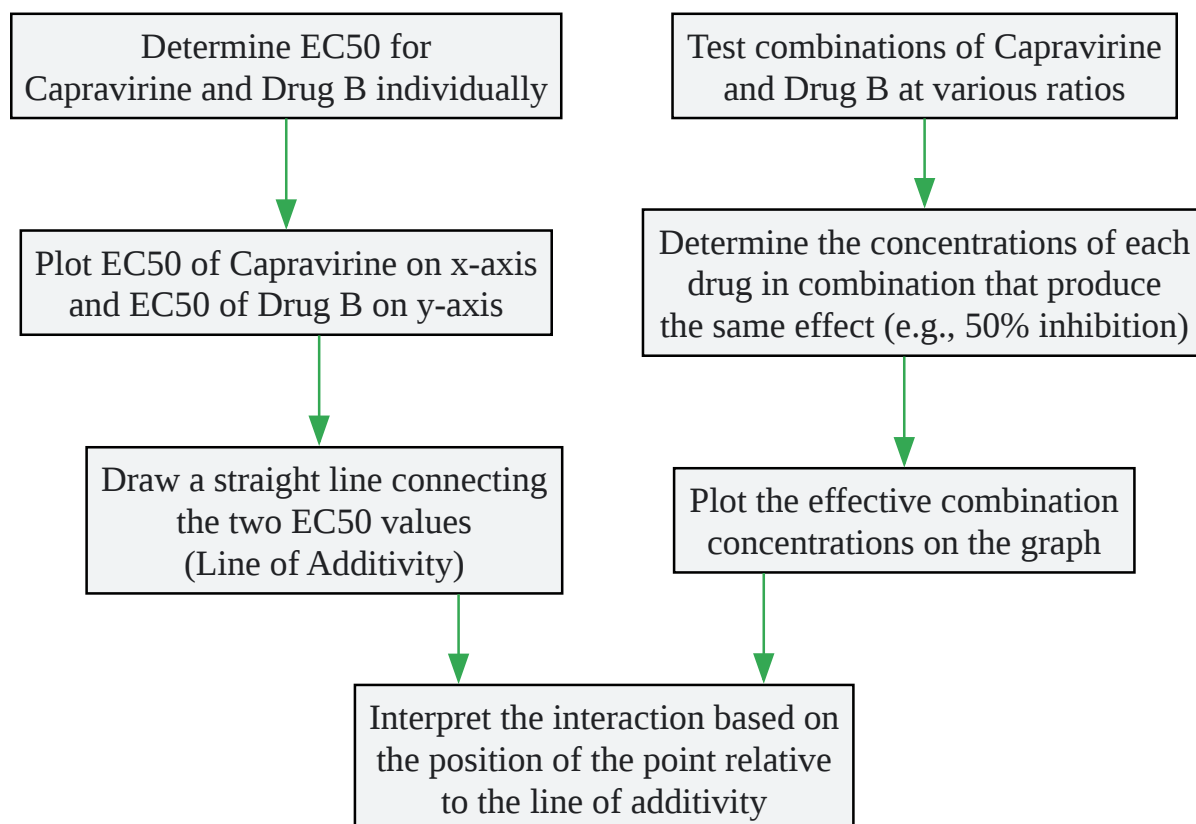 Determine EC50 for
Capravirine and Drug B individually
Test combinations of Capravirine
and Drug B at various ratios
Plot EC50 of Capravirine on x-axis
and EC50 of Drug B on y-axis
Determine the concentrations of each
drug in combination that produce
the same effect (e.g., 50% inhibition)
Draw a straight line connecting
the two EC50 values
(Line of Additivity)
Plot the effective combination
concentrations on the graph
Interpret the interaction based on
the position of the point relative
to the line of additivity